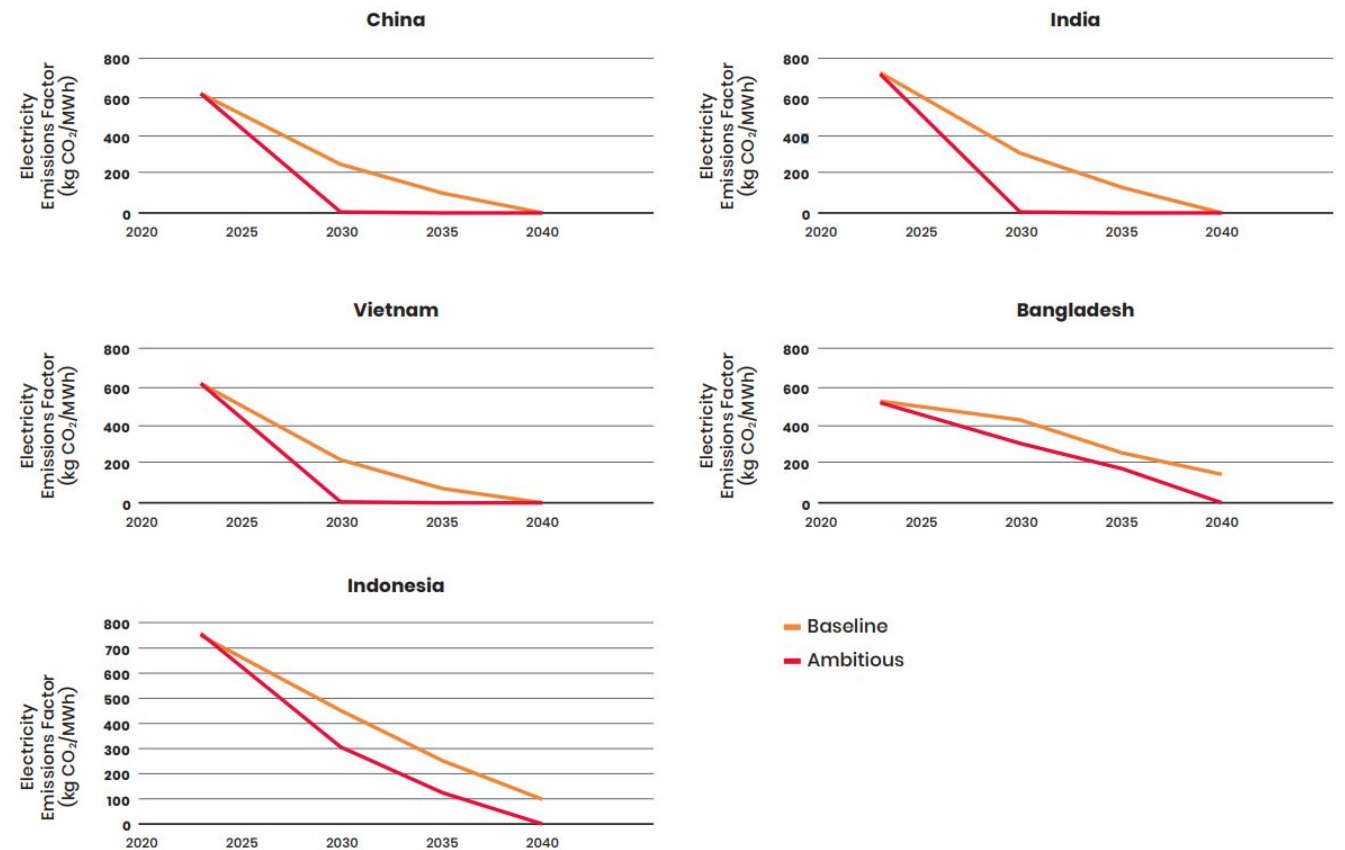 China
Electricity
Emissions Factor
(kg CO₂/MWh)
800
600
400
200
0
2020 2025 2030 2035 2040
India
Electricity
Emissions Factor
(kg CO₂/MWh)
800
600
400
200
0
2020 2025 2030 2035 2040
Vietnam
Electricity
Emissions Factor
(kg CO₂/MWh)
800
600
400
200
0
2020 2025 2030 2035 2040
Bangladesh
Electricity
Emissions Factor
(kg CO₂/MWh)
800
600
400
200
0
2020 2025 2030 2035 2040
Indonesia
Electricity
Emissions Factor
(kg CO₂/MWh)
800
700
600
500
400
300
200
100
0
2020 2025 2030 2035 2040
Baseline
Ambitious